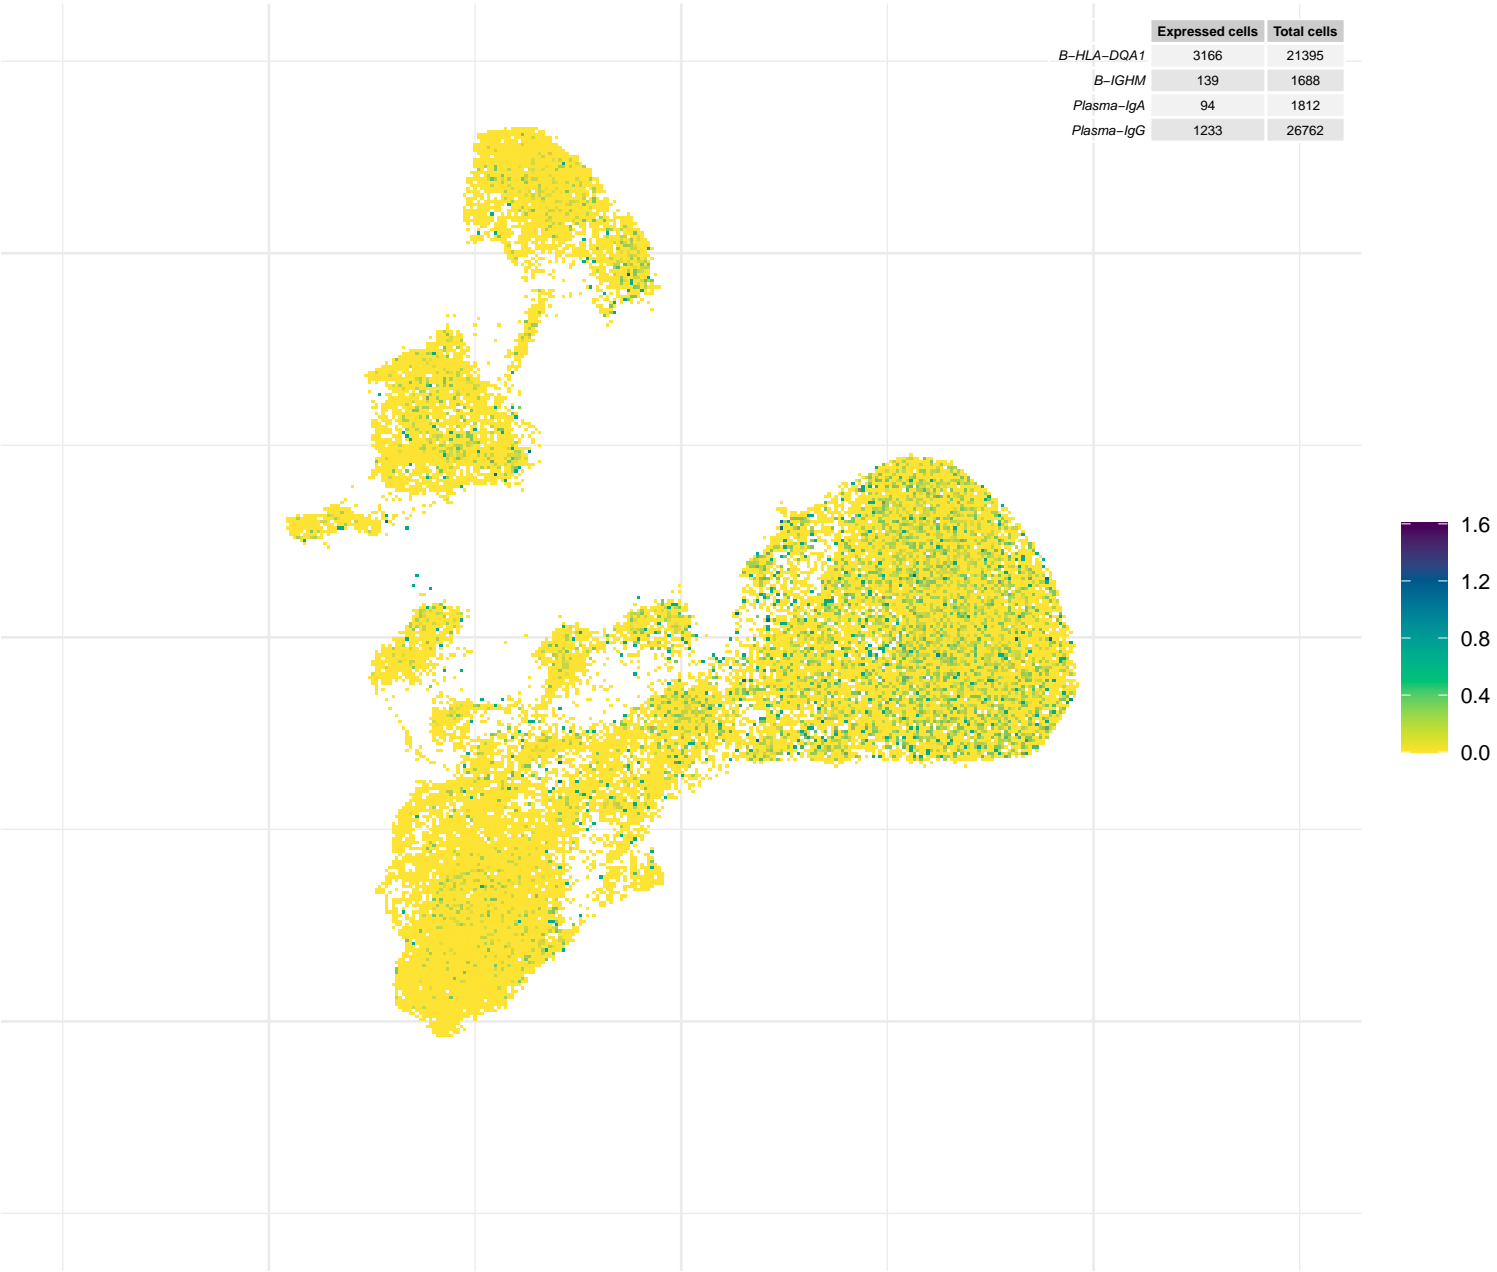 Expressed cells Total cells
B−HLA−DQA1 3166 21395
B−IGHM 139 1688
Plasma−IgA 94 1812
Plasma−IgG 1233 26762
1.6
1.2
0.8
0.4
0.0